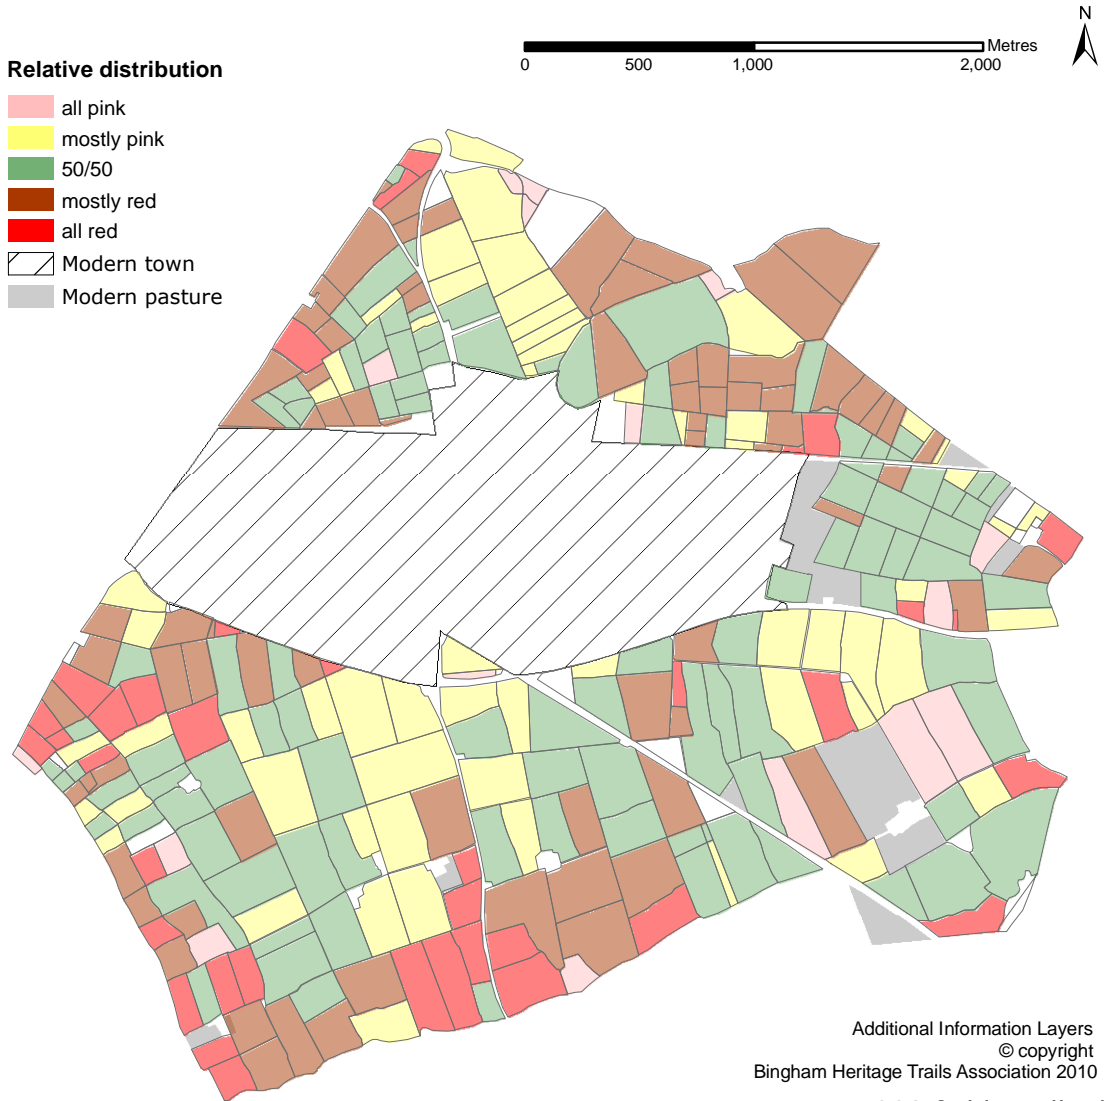 N
Metres
0 500 1,000 2,000
Relative distribution
all pink
mostly pink
50/50
mostly red
all red
Modern town
Modern pasture
Additional Information Layers
© copyright
Bingham Heritage Trails Association 2010